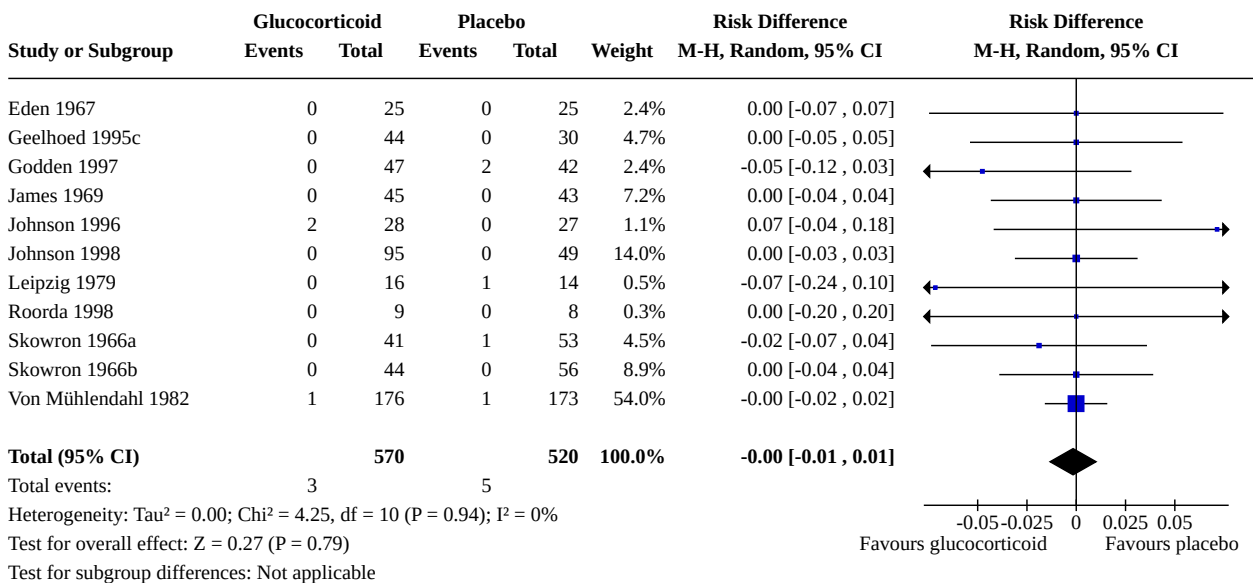 Glucocorticoid Placebo Risk Difference Risk Difference
Study or Subgroup Events Total Events Total Weight M-H, Random, 95% CI M-H, Random, 95% CI
Eden 1967 0 25 0 25 2.4% 0.00 [-0.07 , 0.07]
Geelhoed 1995c 0 44 0 30 4.7% 0.00 [-0.05 , 0.05]
Godden 1997 0 47 2 42 2.4% -0.05 [-0.12 , 0.03]
James 1969 0 45 0 43 7.2% 0.00 [-0.04 , 0.04]
Johnson 1996 2 28 0 27 1.1% 0.07 [-0.04 , 0.18]
Johnson 1998 0 95 0 49 14.0% 0.00 [-0.03 , 0.03]
Leipzig 1979 0 16 1 14 0.5% -0.07 [-0.24 , 0.10]
Roorda 1998 0 9 0 8 0.3% 0.00 [-0.20 , 0.20]
Skowron 1966a 0 41 1 53 4.5% -0.02 [-0.07 , 0.04]
Skowron 1966b 0 44 0 56 8.9% 0.00 [-0.04 , 0.04]
Von Mühlendahl 1982 1 176 1 173 54.0% -0.00 [-0.02 , 0.02]
Total (95% CI) 570 520 100.0% -0.00 [-0.01 , 0.01]
Total events: 3 5
Heterogeneity: Tau² = 0.00; Chi² = 4.25, df = 10 (P = 0.94); I² = 0%
-0.05 -0.025 0 0.025 0.05
Test for overall effect: Z = 0.27 (P = 0.79)
Favours glucocorticoid Favours placebo
Test for subgroup differences: Not applicable